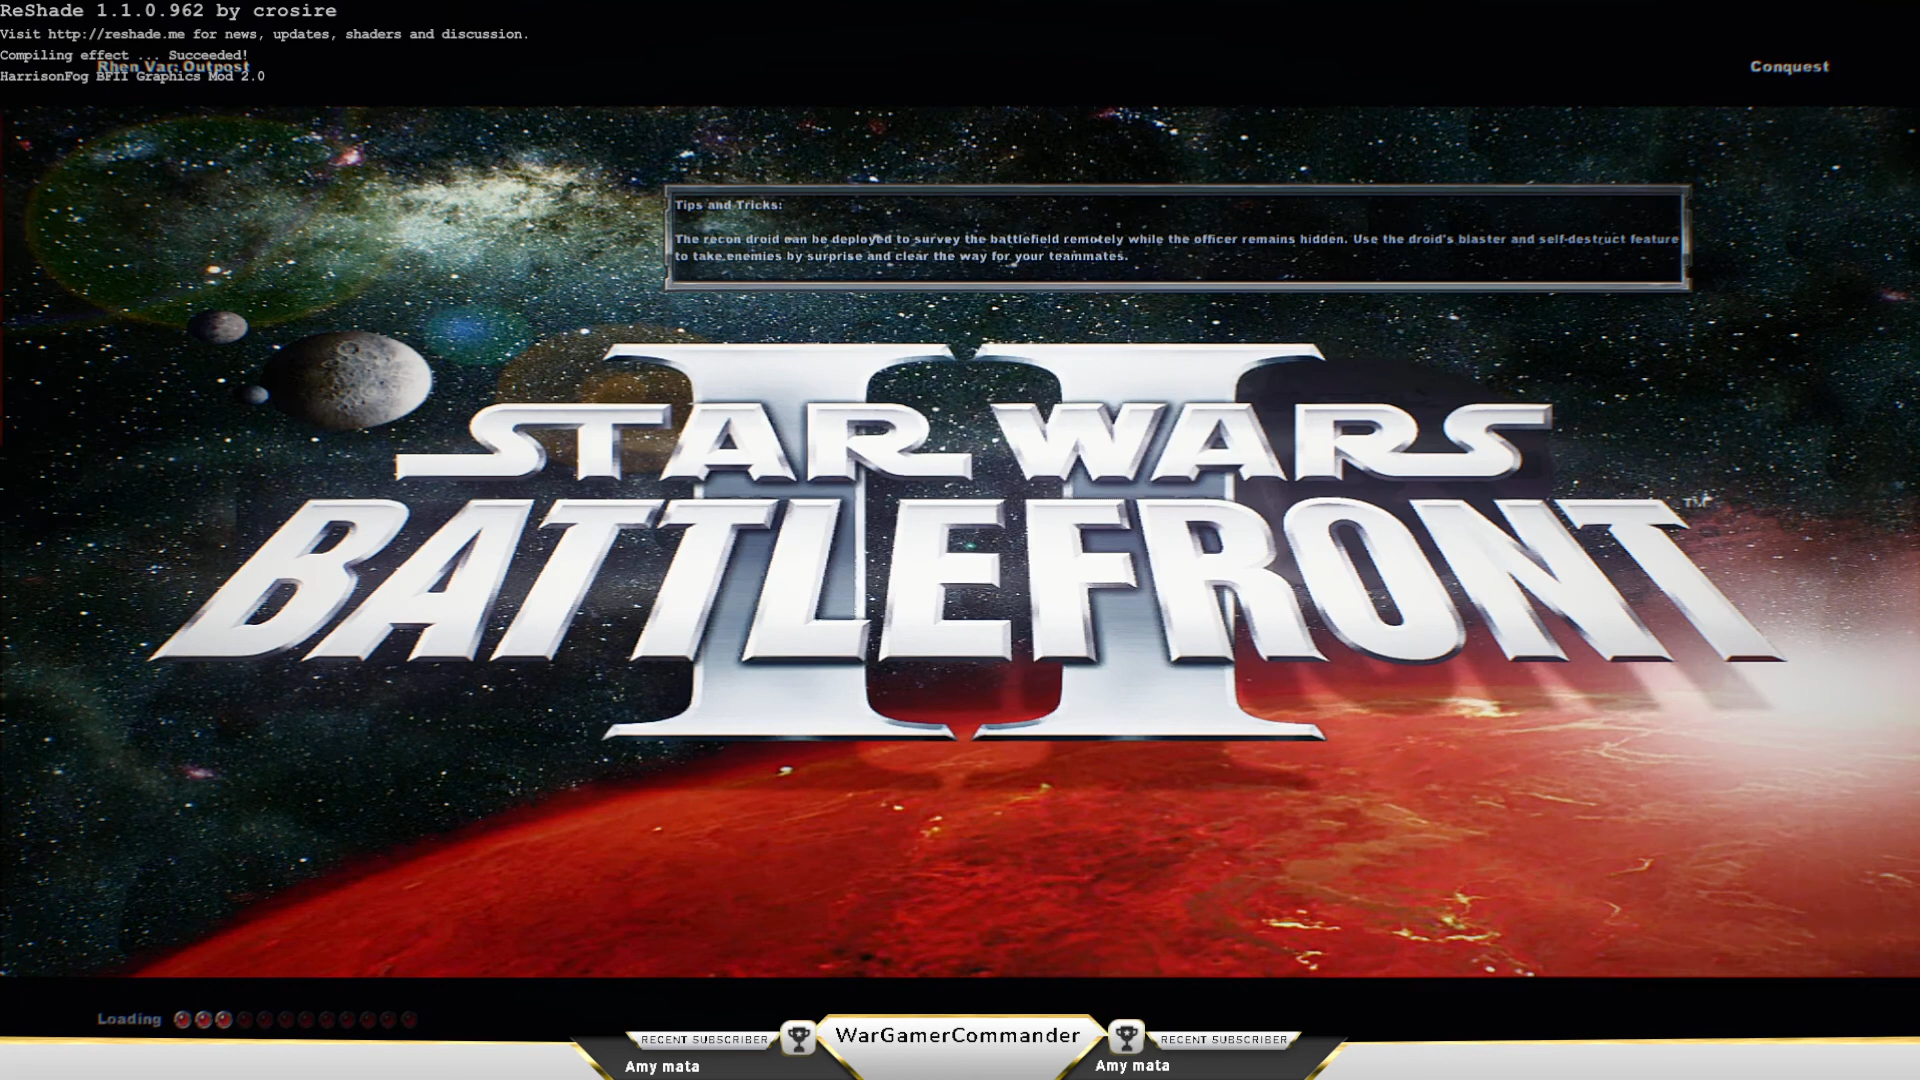 ReShade 1.1.0.962 by crosire
Visit http://reshade.me for news, updates, shaders and discussion.
Compiling effect ... Succeeded!
Rhen Var: Outpost
HarrisonFog BFII Graphics Mod 2.0
Conquest
Tips and Tricks:
The recon droid can be deployed to survey the battlefield remotely while the officer remains hidden. Use the droid's blaster and self-destruct feature
to take enemies by surprise and clear the way for your teammates.
II
STAR WARS
BATTLEFRONT™
Loading
RECENT SUBSCRIBER
Amy mata
WarGamerCommander
RECENT SUBSCRIBER
Amy mata